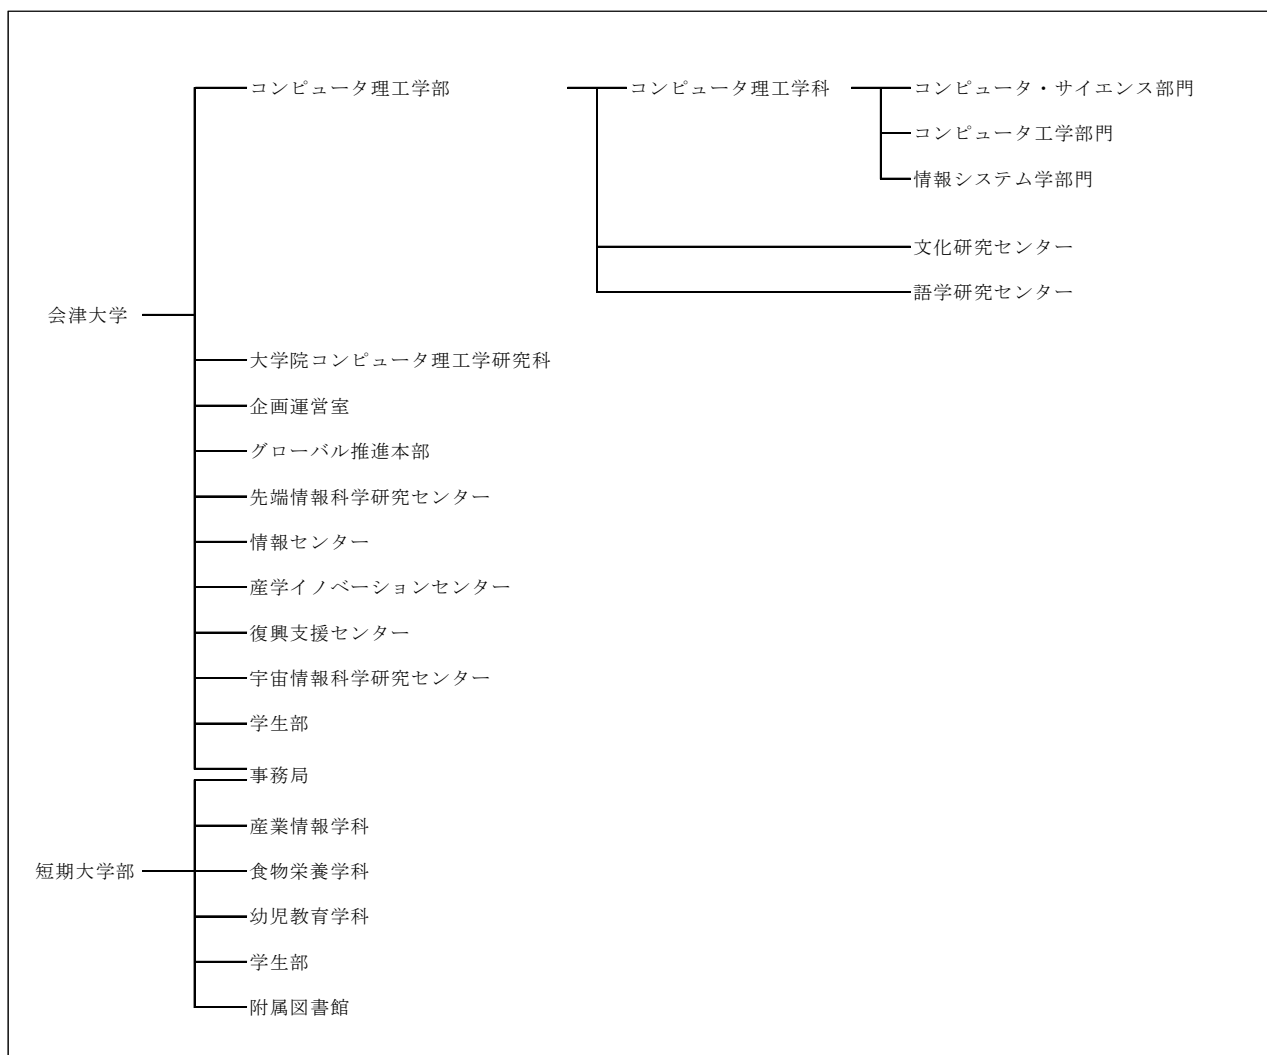 コンピュータ理工学部 コンピュータ理工学科 コンピュータ・サイエンス部門
コンピュータ工学部門
情報システム学部門
文化研究センター
語学研究センター
会津大学
大学院コンピュータ理工学研究科
企画運営室
グローバル推進本部
先端情報科学研究センター
情報センター
産学イノベーションセンター
復興支援センター
宇宙情報科学研究センター
学生部
事務局
産業情報学科
短期大学部 食物栄養学科
幼児教育学科
学生部
附属図書館